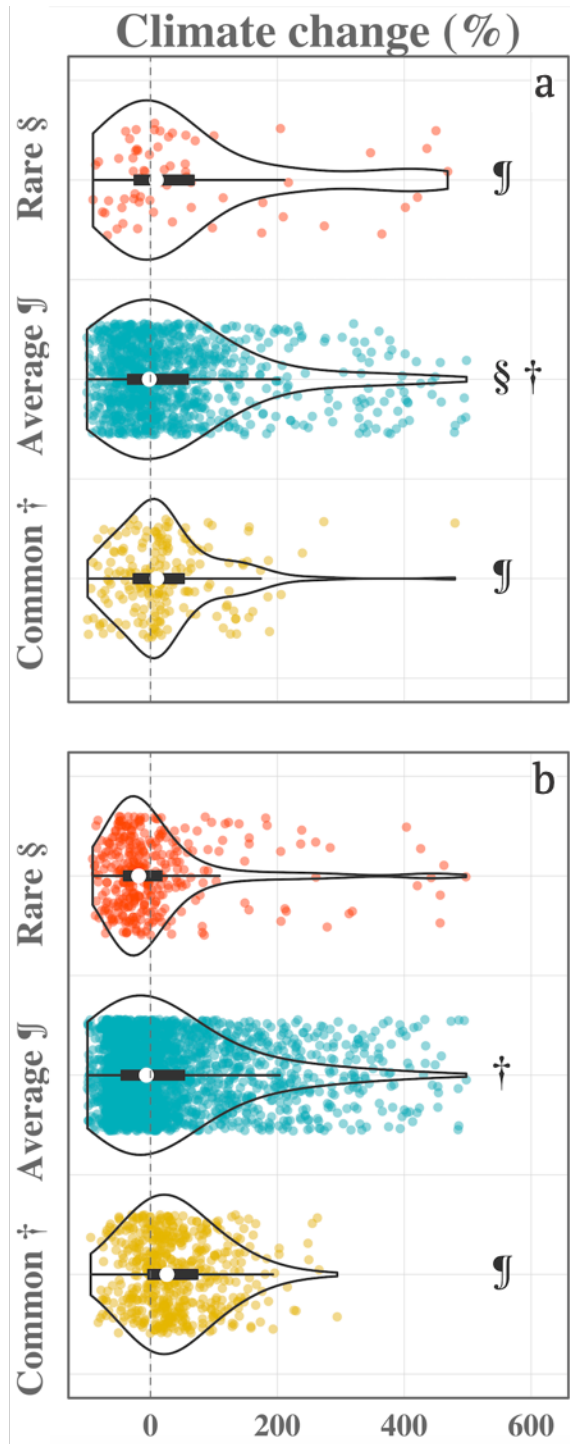 Climate change (%)
a
Rare §
¶
Average ¶
§ †
Common †
¶
b
Rare §
Average ¶
†
Common †
¶
0 200 400 600